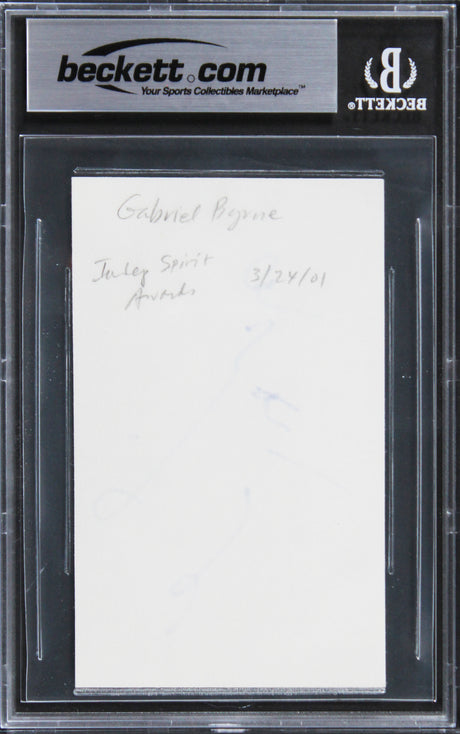 beckett.com
Your Sports Collectibles Marketplace™
B
BECKETT®
Gabriel Byrne
Indep Spirit 3/24/01
Awards